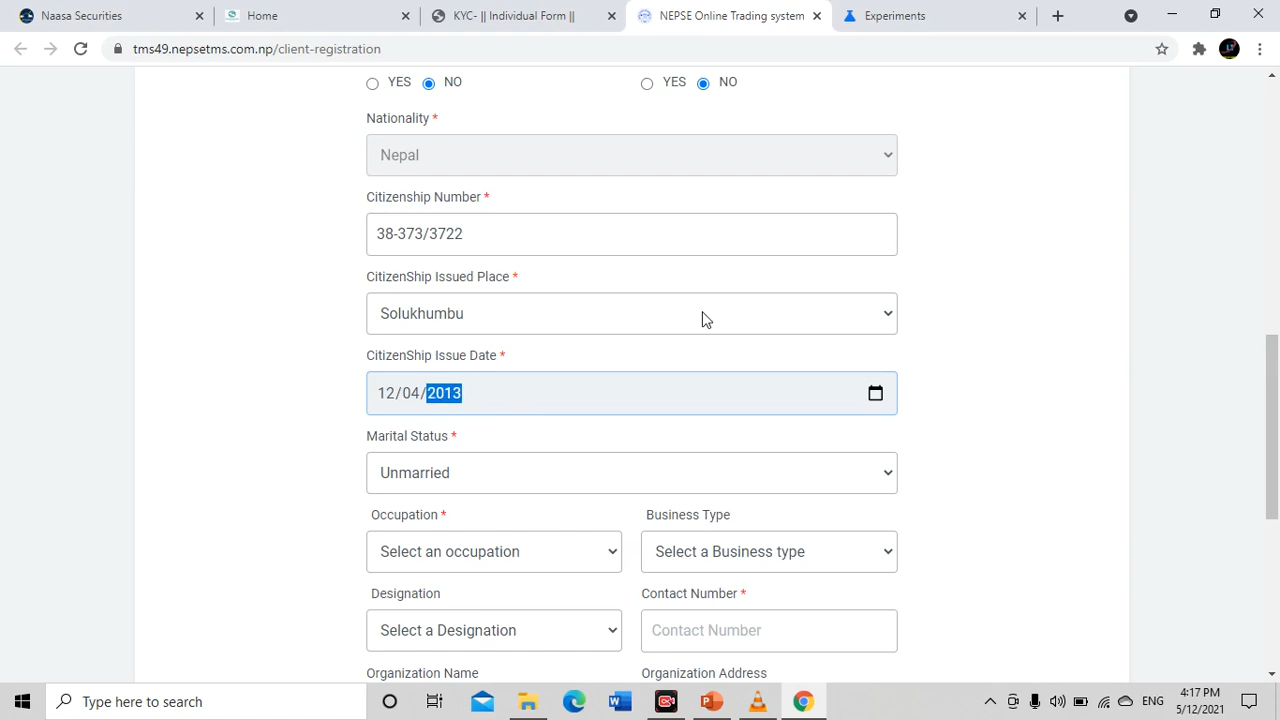 Naasa Securities
Home
KYC- || Individual Form ||
NEPSE Online Trading system
Experiments
tms49.nepsetms.com.np/client-registration
YES NO YES NO
Nationality *
Nepal
Citizenship Number *
38-373/3722
CitizenShip Issued Place *
Solukhumbu
CitizenShip Issue Date *
12/04/2013
Marital Status *
Unmarried
Occupation * Business Type
Select an occupation Select a Business type
Designation Contact Number *
Select a Designation Contact Number
Organization Name Organization Address
Type here to search
ENG
4:17 PM
5/12/2021